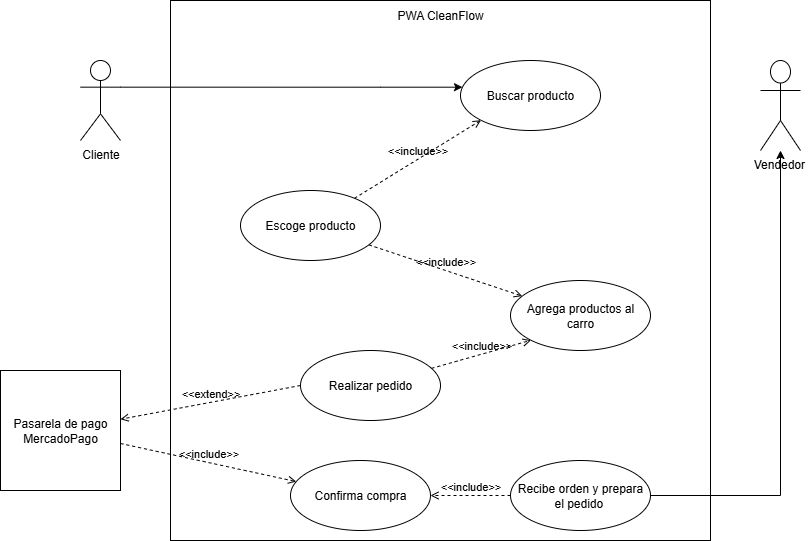 PWA CleanFlow
Buscar producto
Cliente
<<include>>
Vendedor
Escoge producto
<<include>>
Agrega productos al
carro
<<include>>
Realizar pedido
<<extend>>
Pasarela de pago
MercadoPago
<<include>>
Confirma compra
<<include>>
Recibe orden y prepara
el pedido